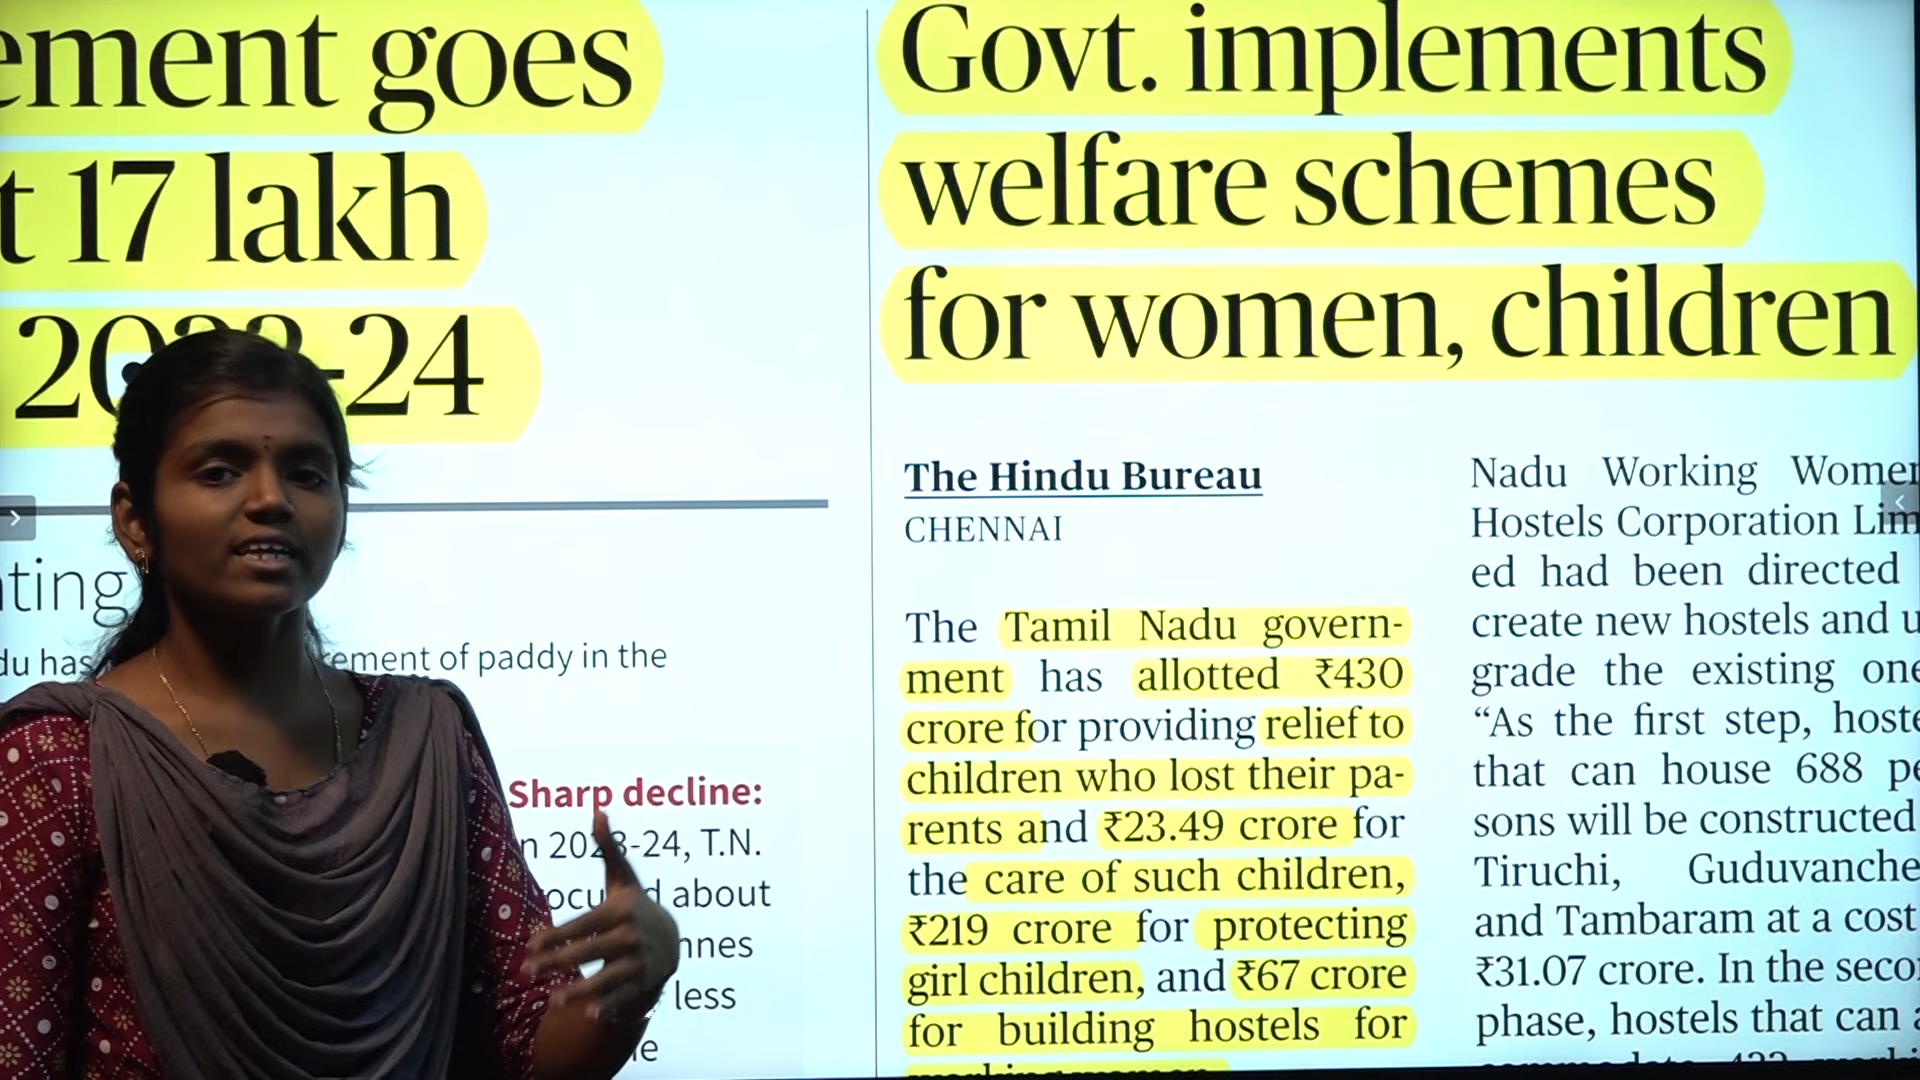 goes
17 lakh
-24
du has
ement of paddy in the
Sharp decline:
2023-24, T.N.
about
nnes
less
Govt. implements
welfare schemes
for women, children
The Hindu Bureau
CHENNAI
The Tamil Nadu govern-
ment has allotted ₹430
crore for providing relief to
children who lost their pa-
rents and ₹23.49 crore for
the care of such children,
₹219 crore for protecting
girl children, and ₹67 crore
for building hostels for
working women.
Nadu Working Women
Hostels Corporation Lim
ed had been directed
create new hostels and u
grade the existing one
“As the first step, hoste
that can house 688 pe
sons will be constructed
Tiruchi, Guduvanche
and Tambaram at a cost
₹31.07 crore. In the seco
phase, hostels that can a